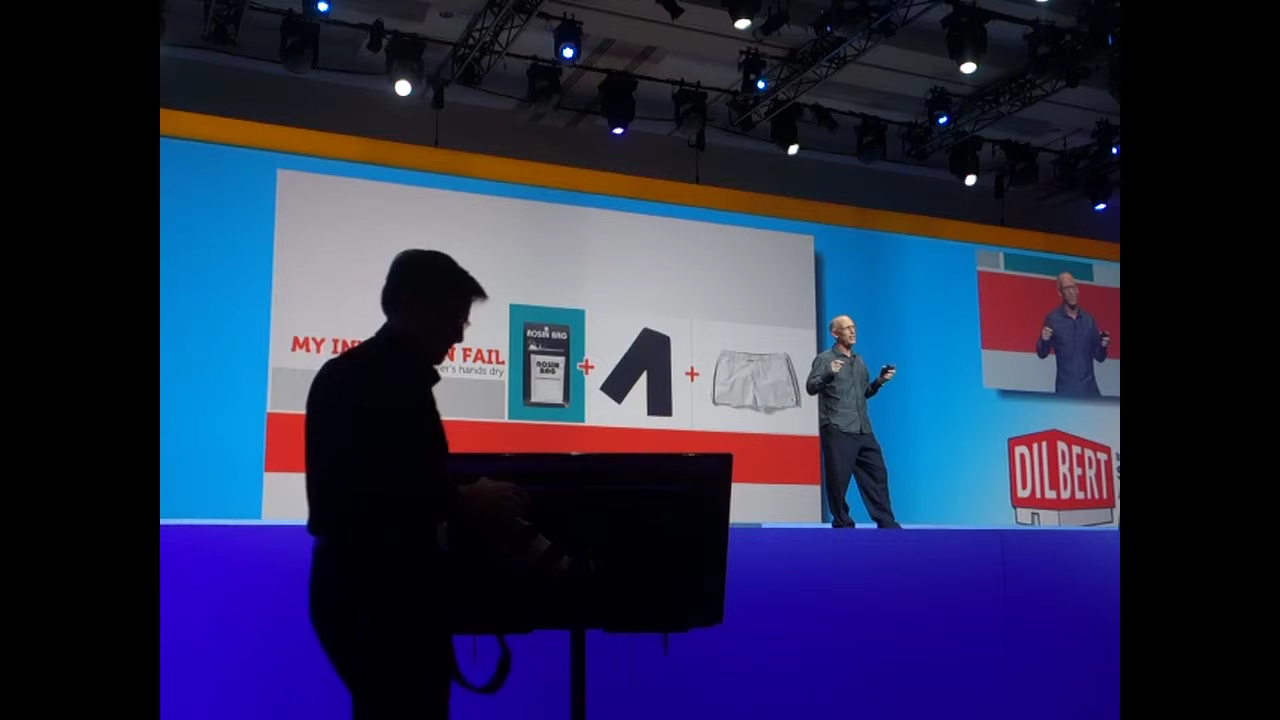 MY IN
N FAIL
er's hands dry
ROSIN BAG
ROSIN
BAG
+
+
DILBERT